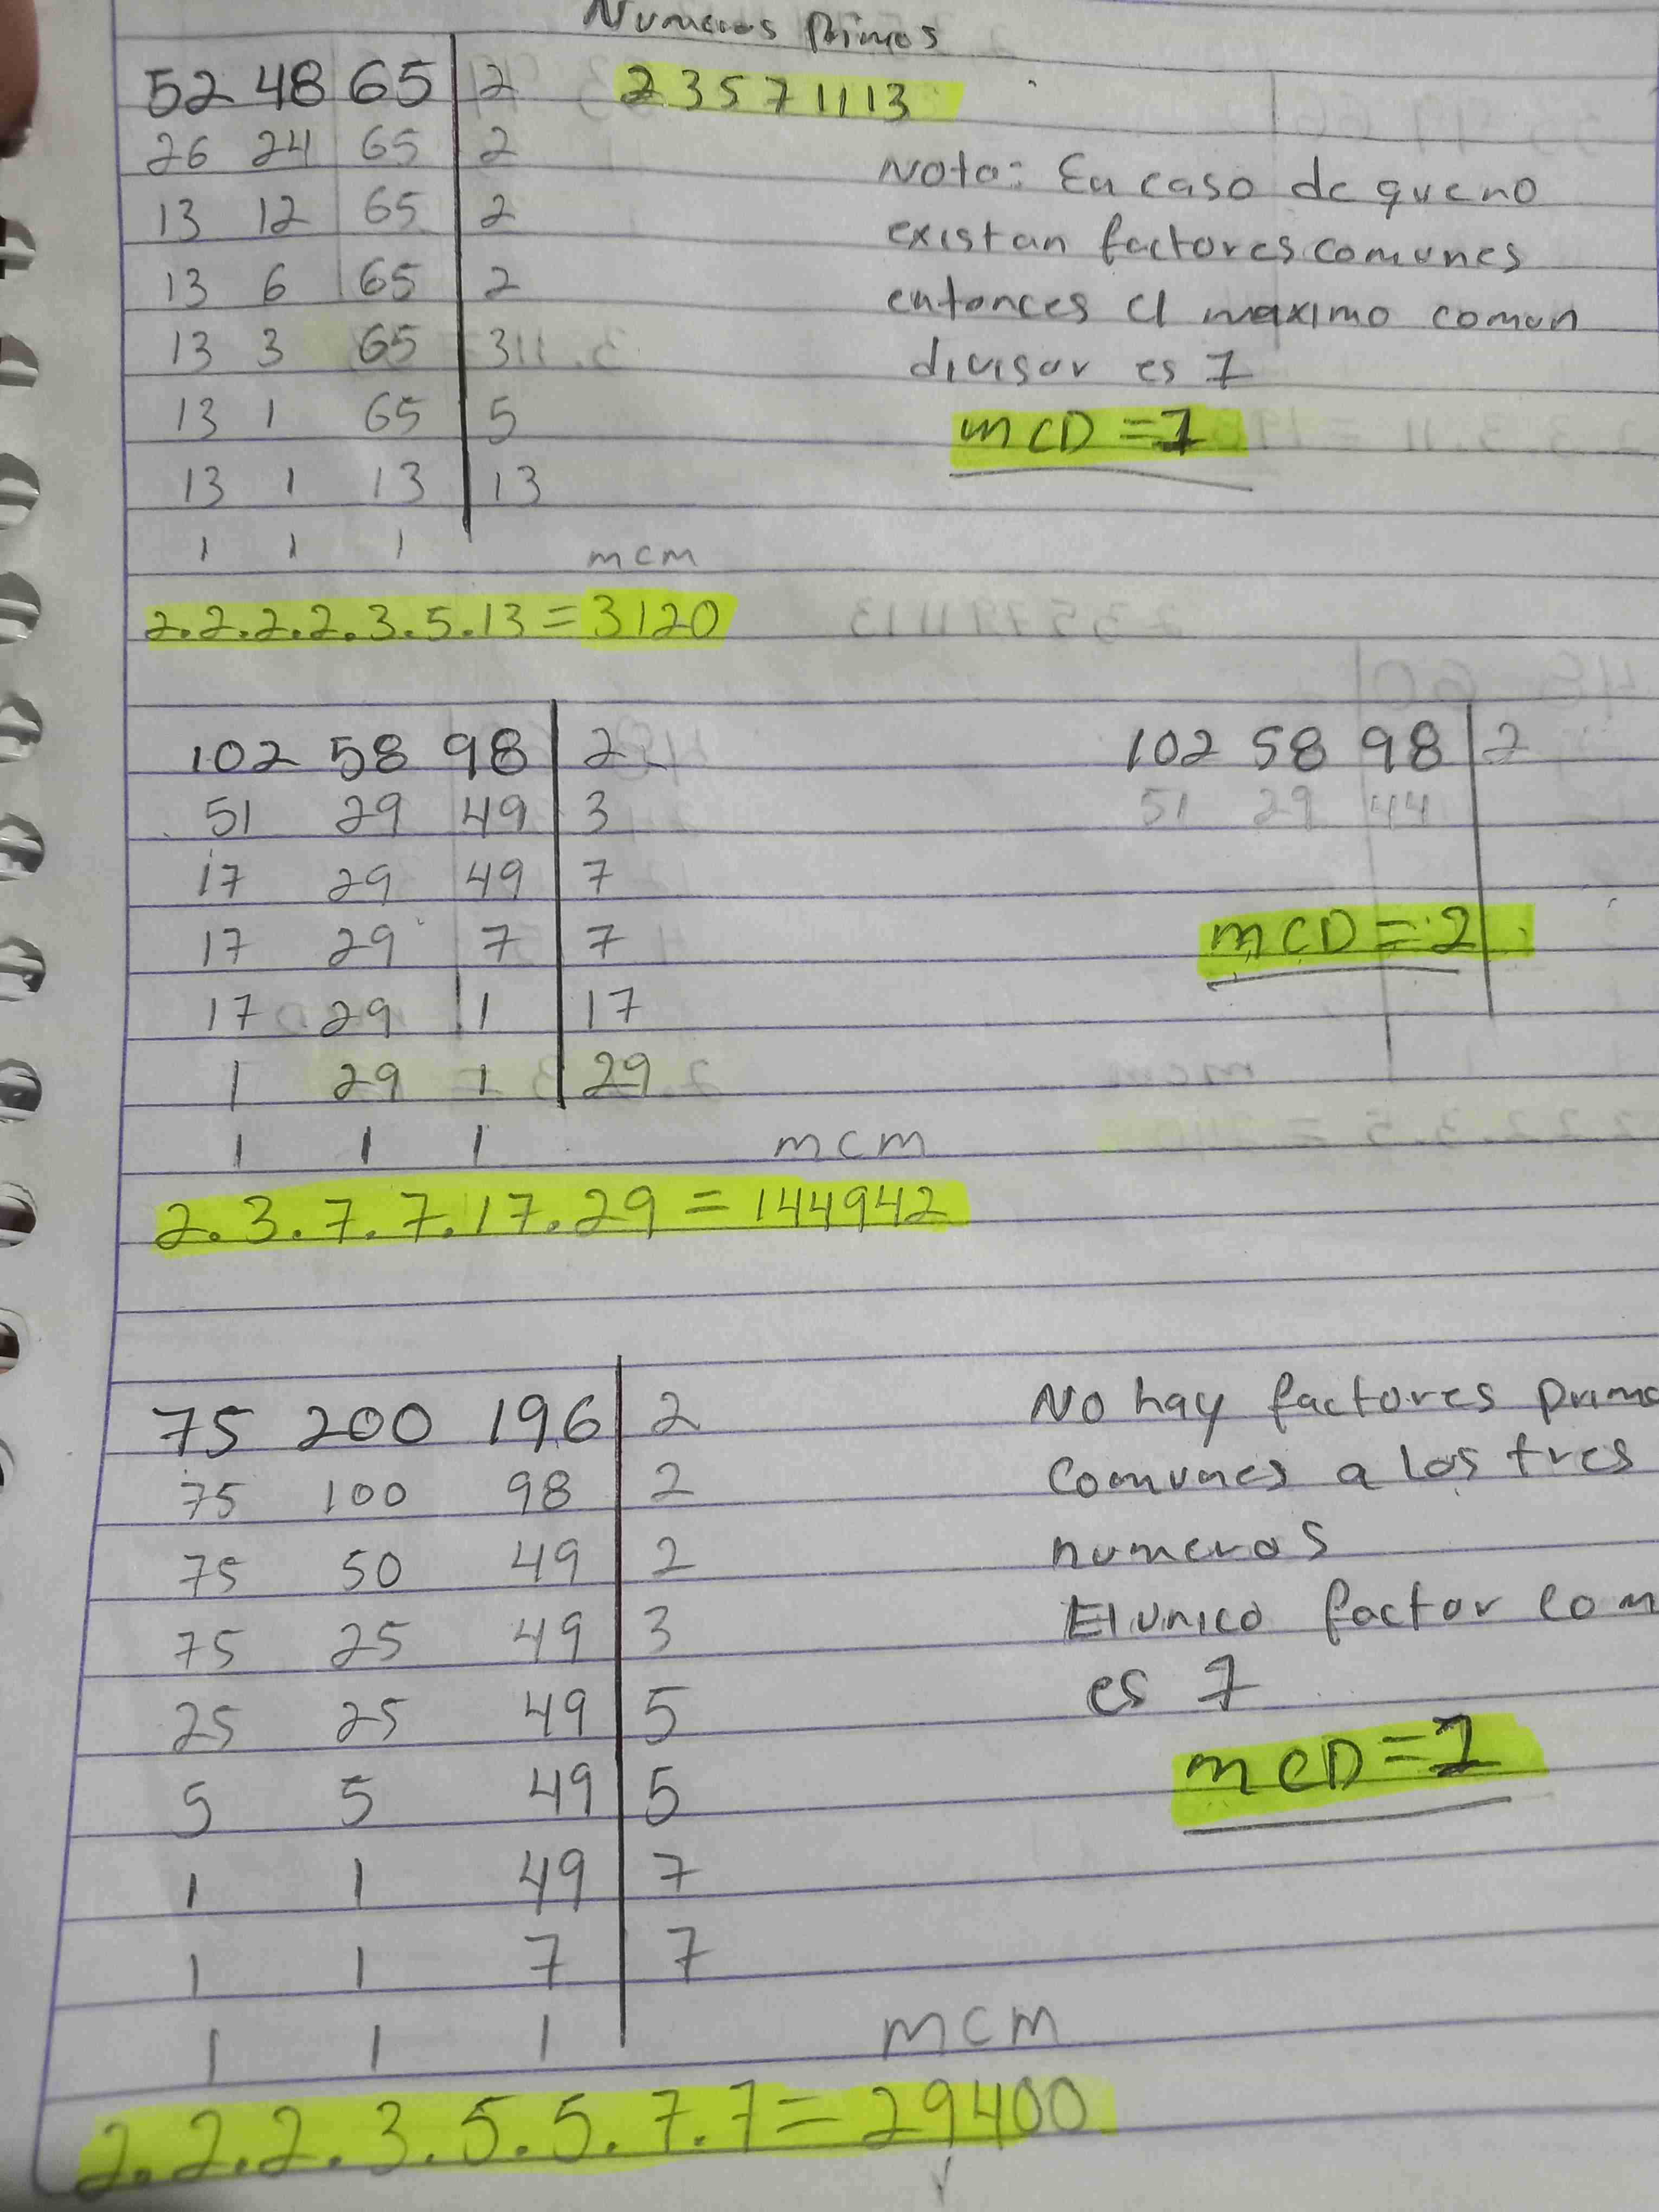 Numeros Primos
52 48 65 2 2 3 5 7 11 13
26 24 65 2
13 12 65 2
13 6 65 2
13 3 65 3
13 1 65 5
13 1 13 13
1 1 1
Nota: En caso de que no
existan factores comunes
entonces el maximo comun
divisor es 1
mCD = 1
mcm
2.2.2.2.3.5.13 = 3120
102 58 98 2
51 29 49 3
17 29 49 7
17 29 7 7
17 29 1 17
1 29 1 29
1 1 1
102 58 98 2
51 29 44
mCD = 2
mcm
2.3.7.7.17.29 = 144942
75 200 196 2
75 100 98 2
75 50 49 2
75 25 49 3
25 25 49 5
5 5 49 5
1 1 49 7
1 1 7 7
1 1 1
No hay factores primo
comunes a los tres
numeros
El unico factor com
es 1
mCD = 1
mcm
2.2.2.3.5.5.7.7 = 29400